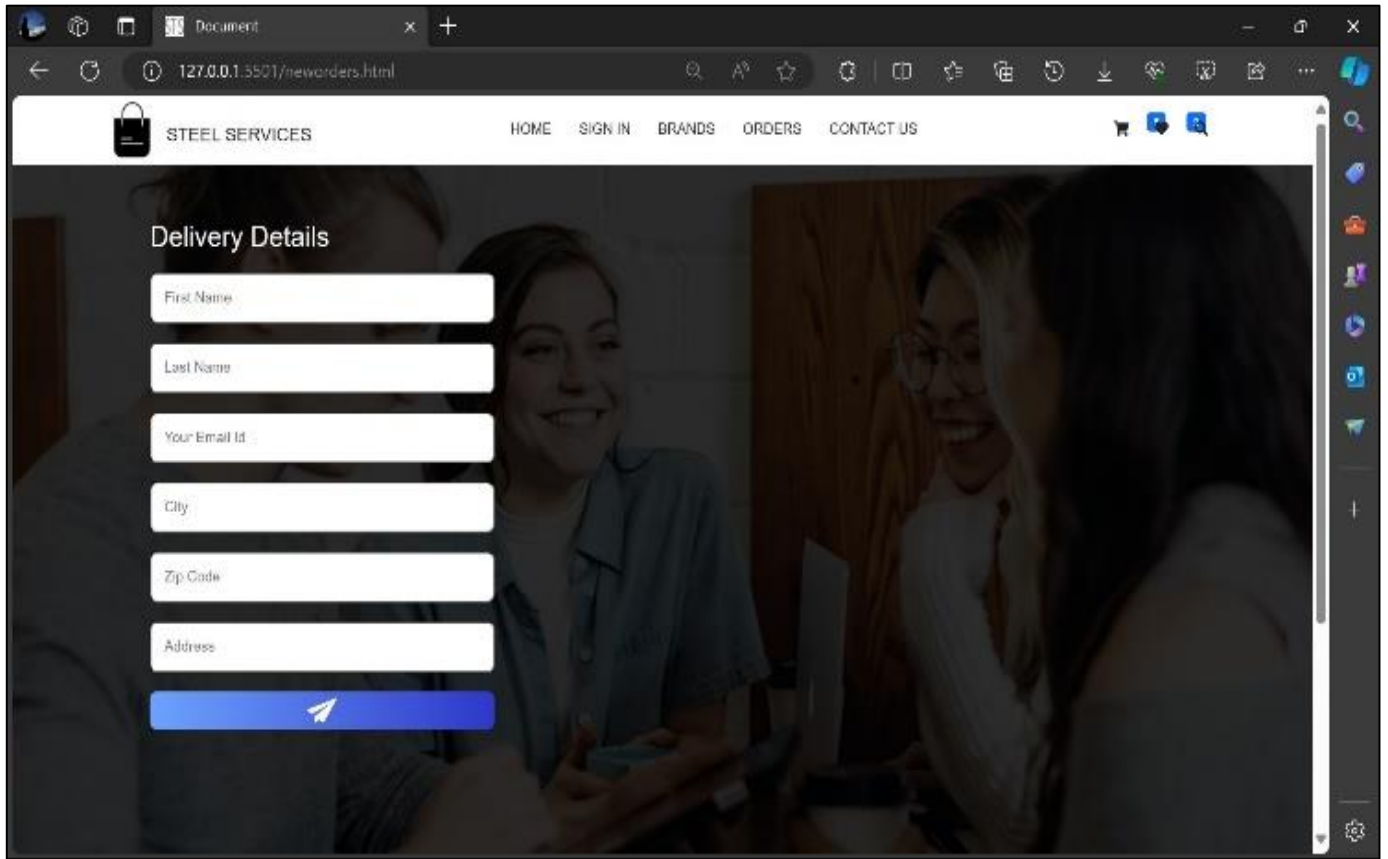 Document
127.0.0.1:5501/neworders.html
STEEL SERVICES
HOME SIGN IN BRANDS ORDERS CONTACT US
Delivery Details
First Name
Last Name
Your Email Id
City
Zip Code
Address